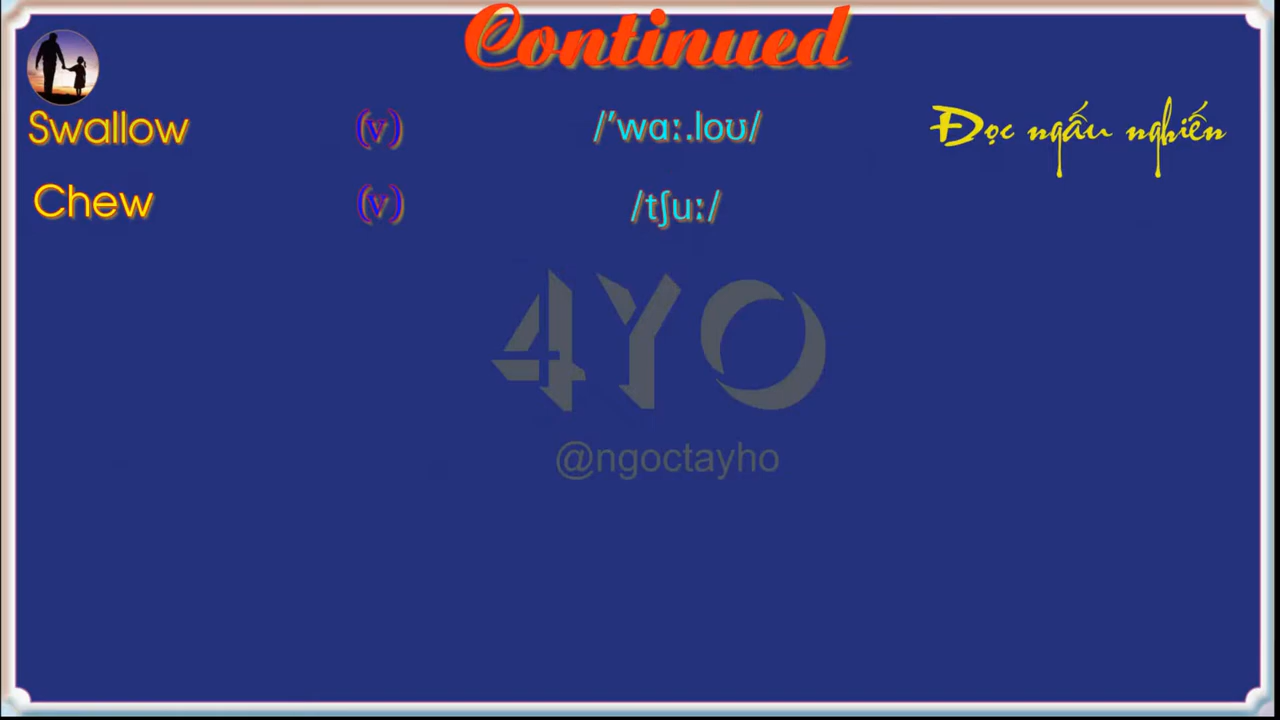 Continued
Swallow (v) /ˈwɑː.loʊ/ Đọc ngấu nghiến
Chew (v) /tʃuː/
4YO
@ngoctayho